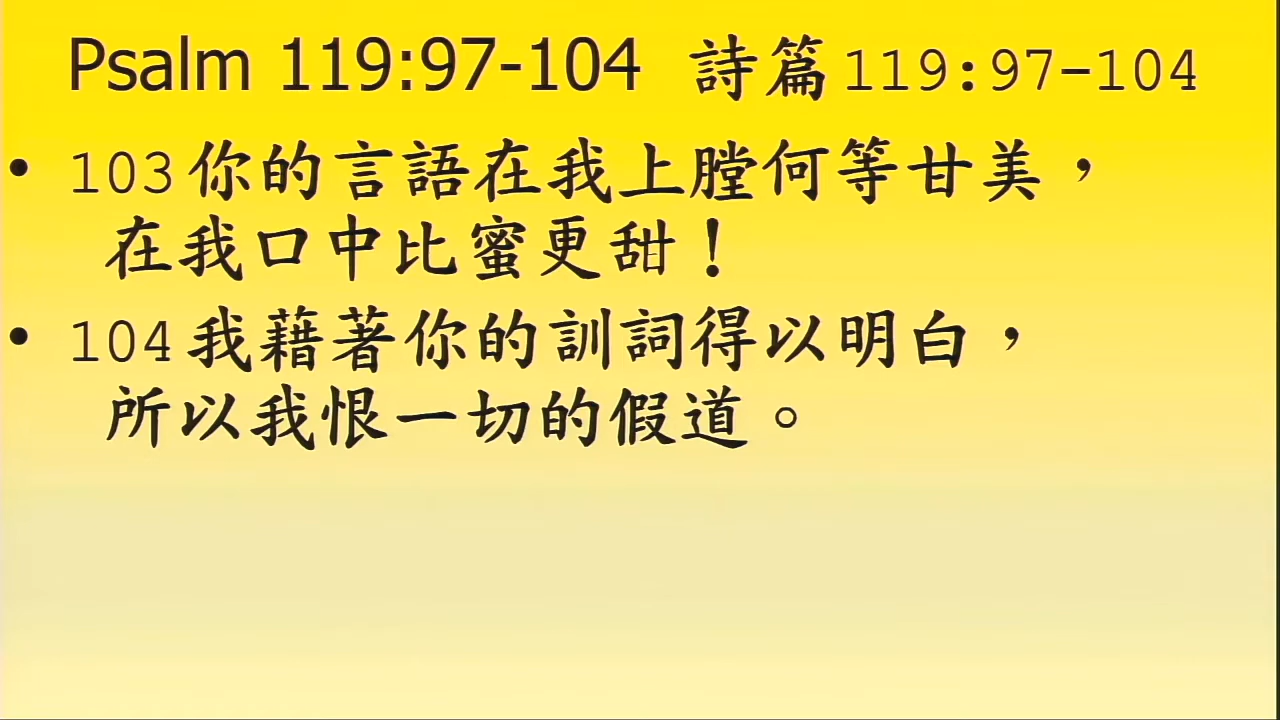 Psalm 119:97-104 詩篇119:97-104
• 103你的言語在我上膛何等甘美，
在我口中比蜜更甜！
• 104我藉著你的訓詞得以明白，
所以我恨一切的假道。